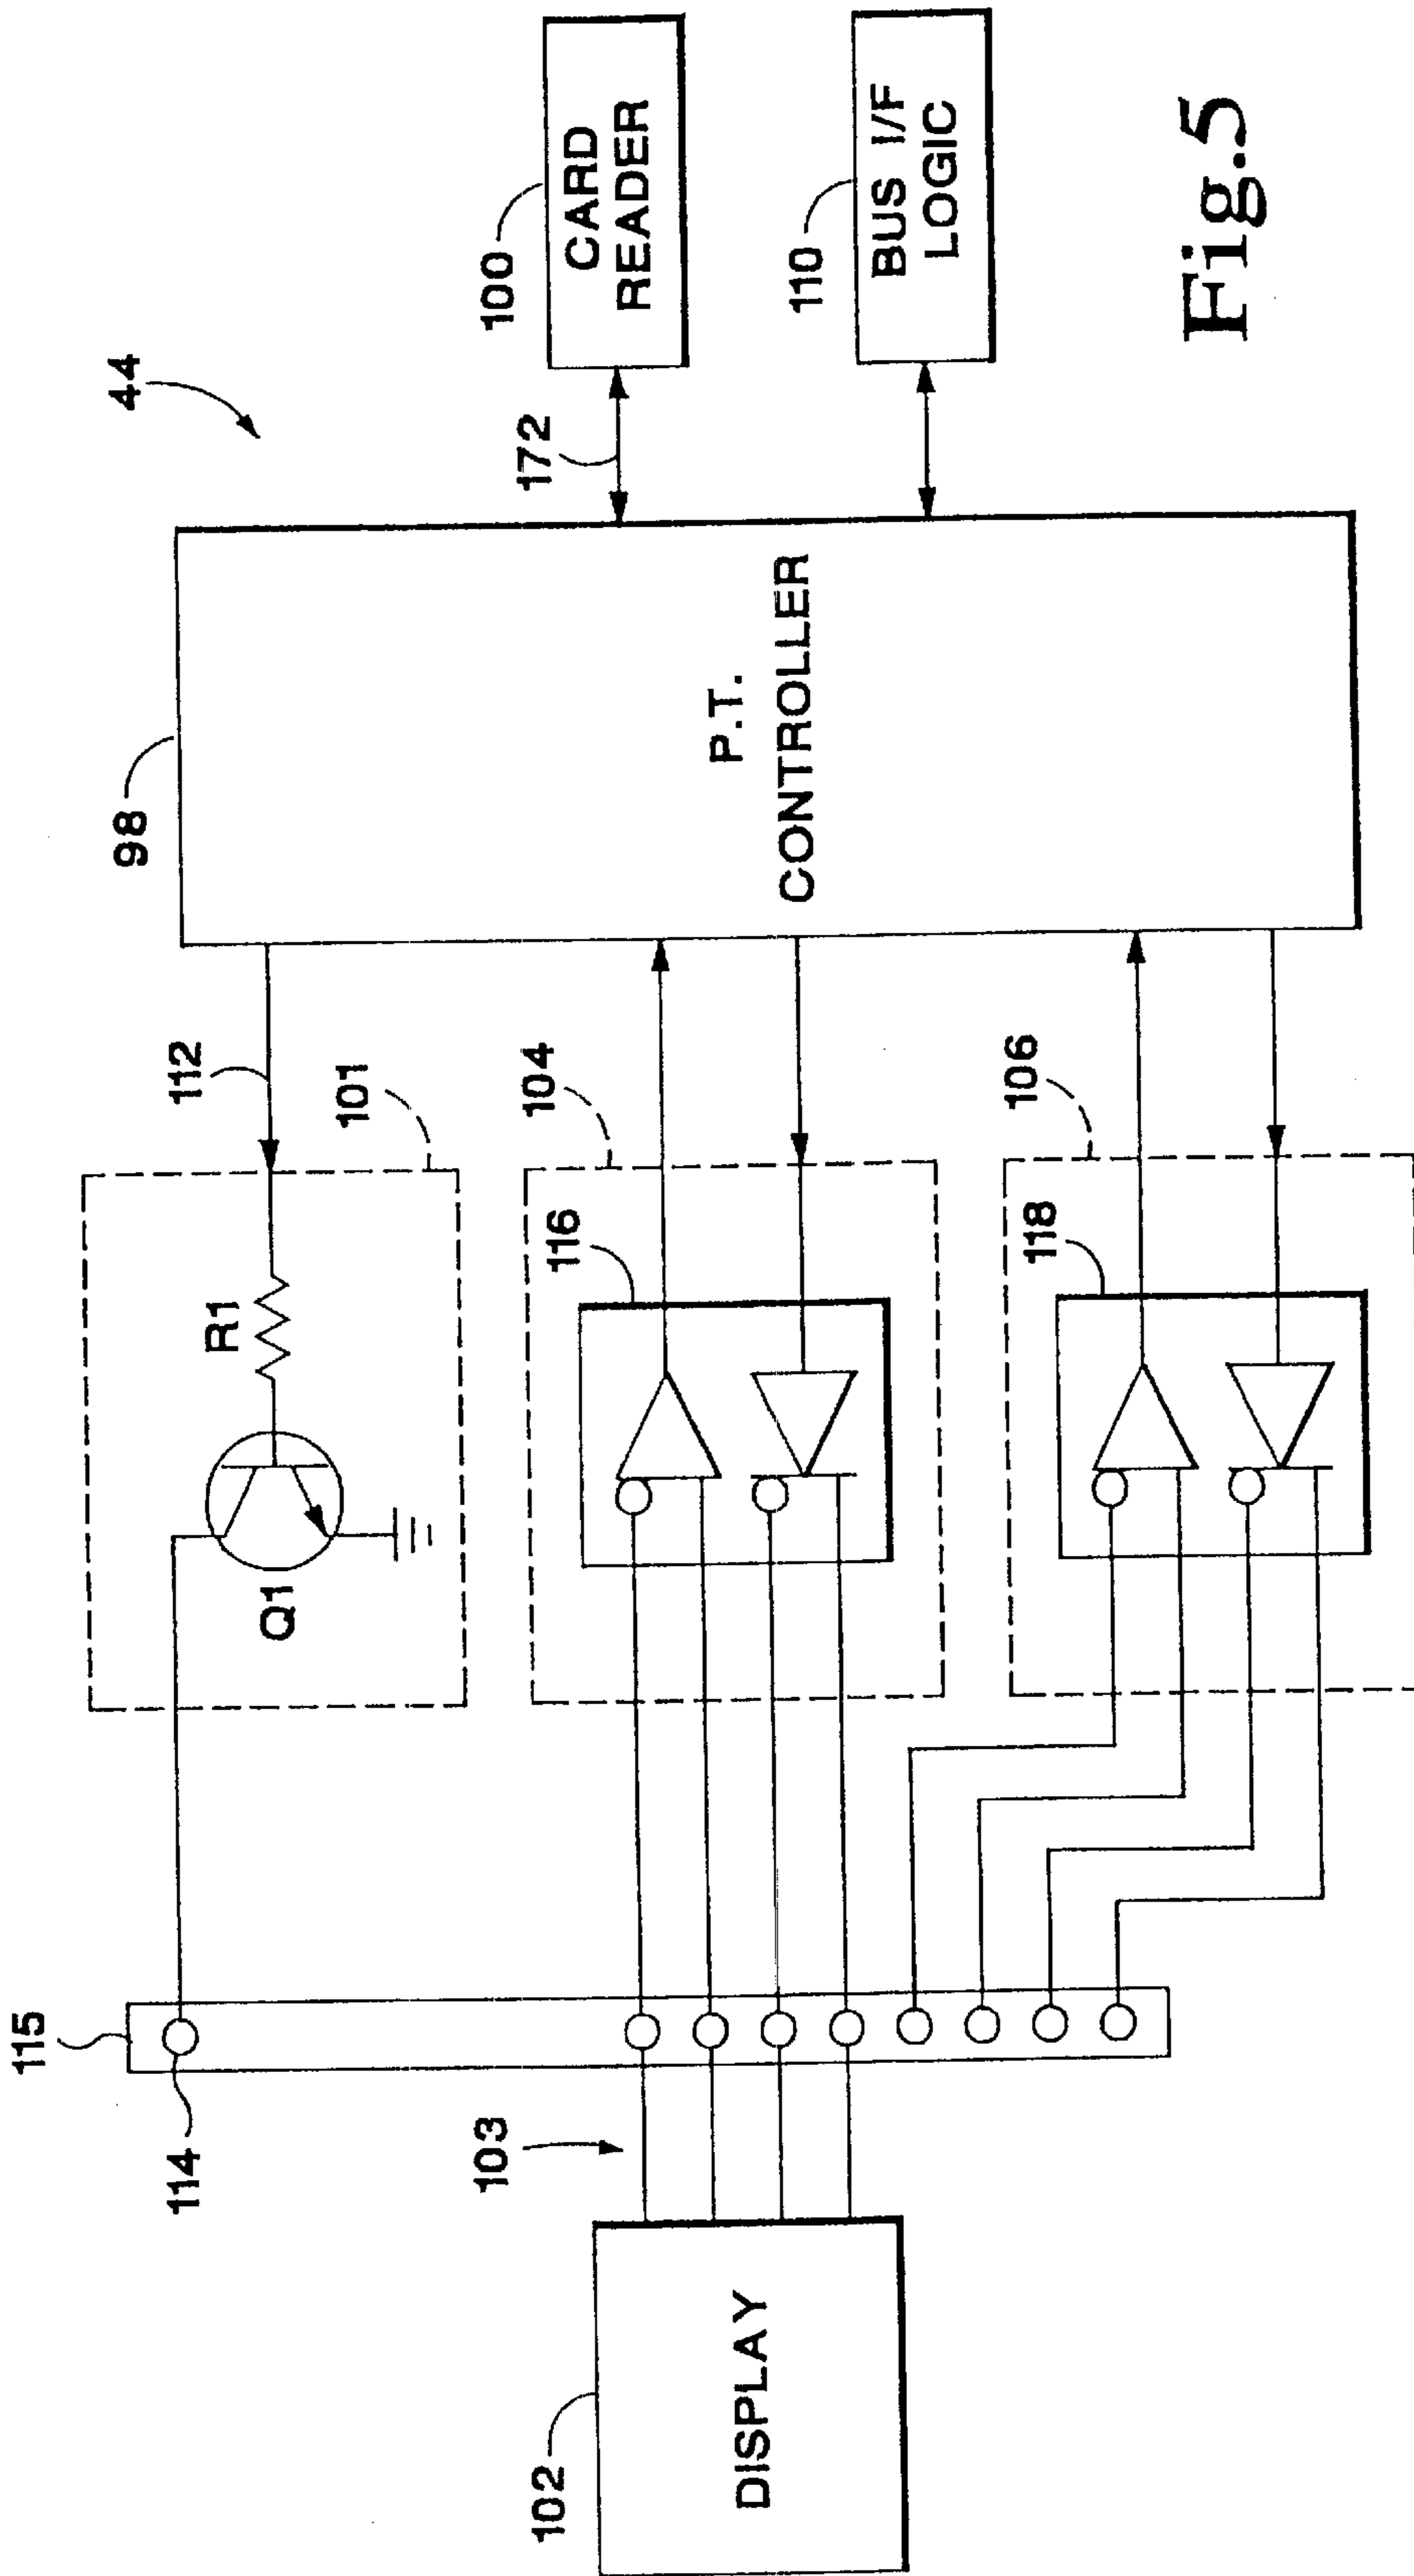 44
98
100
CARD
READER
172
110
BUS I/F
LOGIC
P.T.
CONTROLLER
112
101
R1
Q1
104
116
106
118
115
114
103
102
DISPLAY
Fig.5